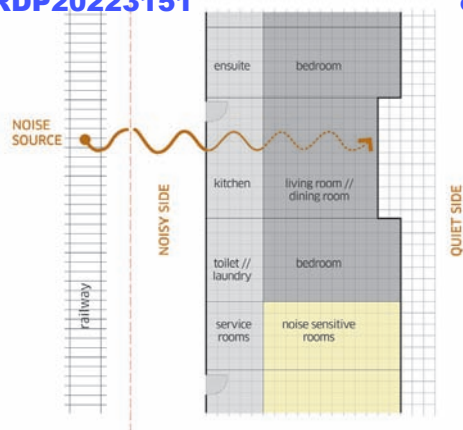 RDP20223151
ensuite
bedroom
NOISE
SOURCE
kitchen
living room //
dining room
NOISY SIDE
QUIET SIDE
toilet //
laundry
bedroom
railway
service
rooms
noise sensitive
rooms